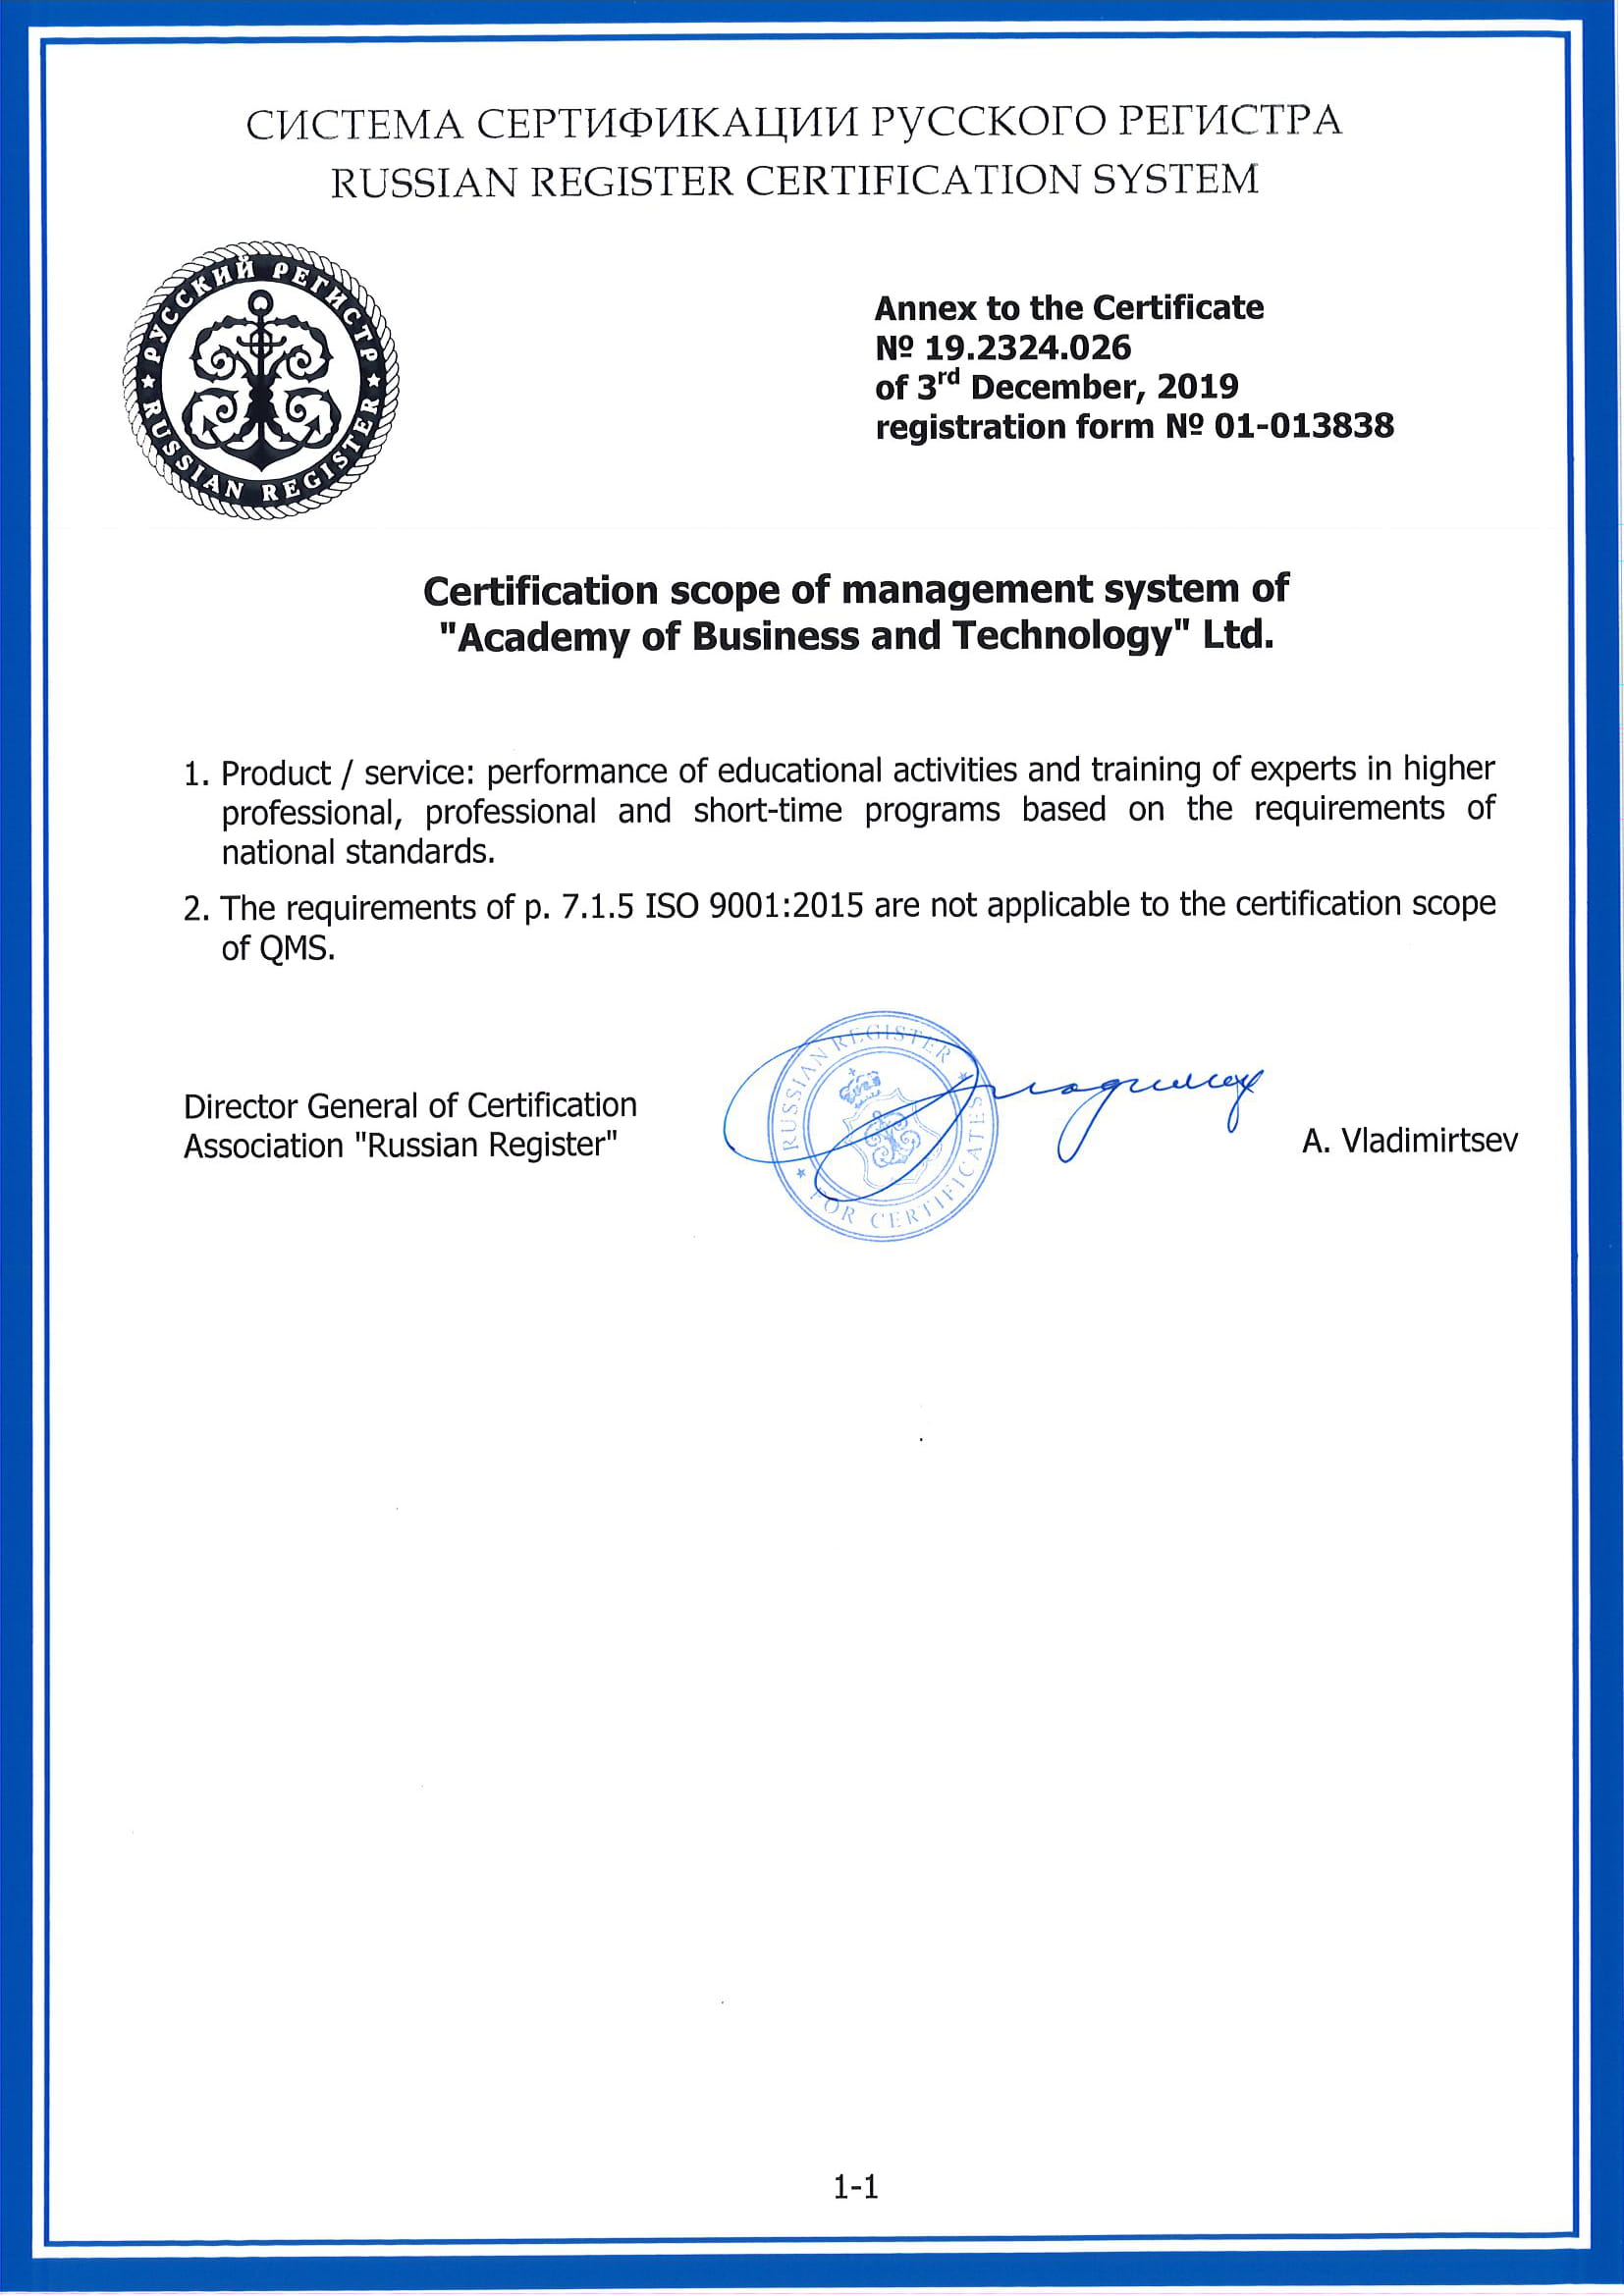 СИСТЕМА СЕРТИФИКАЦИИ РУССКОГО РЕГИСТРА
RUSSIAN REGISTER CERTIFICATION SYSTEM
РУССКИЙ РЕГИСТР
RUSSIAN REGISTER
Annex to the Certificate
№ 19.2324.026
of 3rd December, 2019
registration form № 01-013838
Certification scope of management system of
"Academy of Business and Technology" Ltd.
1. Product / service: performance of educational activities and training of experts in higher
professional, professional and short-time programs based on the requirements of
national standards.
2. The requirements of p. 7.1.5 ISO 9001:2015 are not applicable to the certification scope
of QMS.
RUSSIAN REGISTER
FOR CERTIFICATES
Director General of Certification
Association "Russian Register"
A. Vladimirtsev
1-1